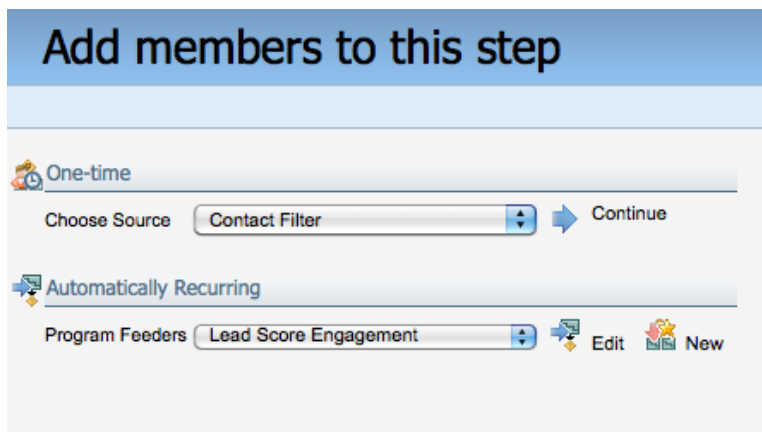 Add members to this step
One-time
Choose Source Contact Filter Continue
Automatically Recurring
Program Feeders Lead Score Engagement Edit New